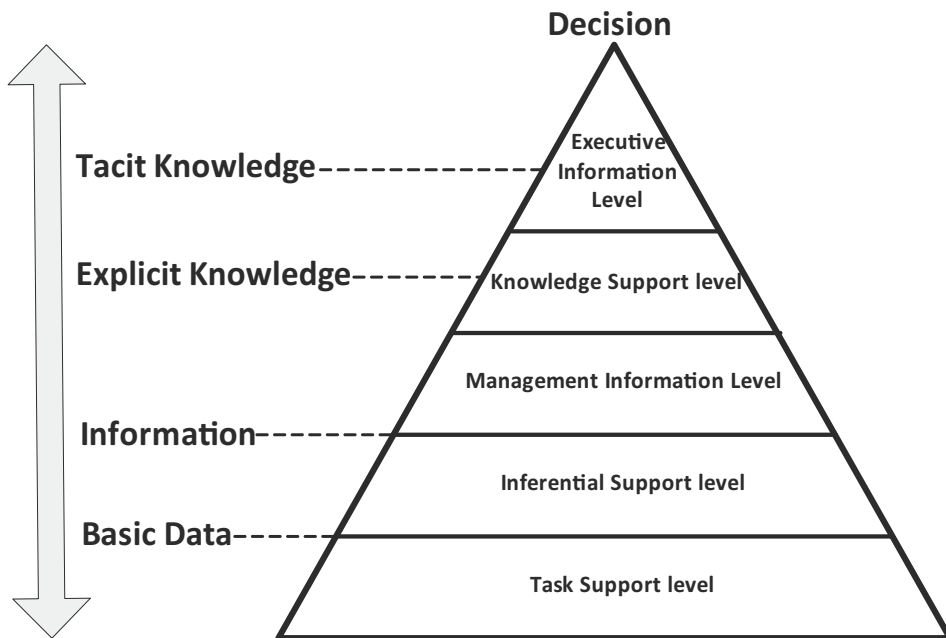 Decision
Tacit Knowledge
Executive
Information
Level
Explicit Knowledge
Knowledge Support level
Management Information Level
Information
Inferential Support level
Basic Data
Task Support level